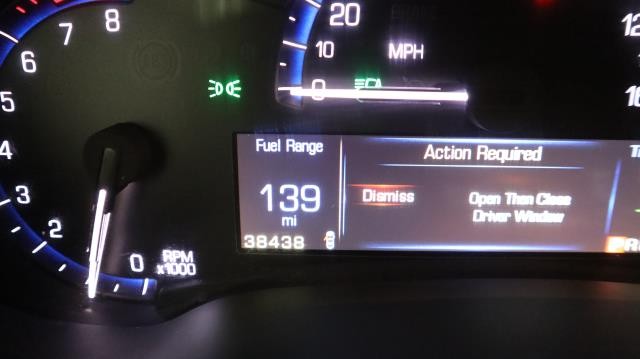 8
7
6
5
4
3
2
0
RPM
x1000
20
10
0
MPH
Fuel Range
139
mi
38438
Action Required
Dismiss
Open Then Close
Driver Window